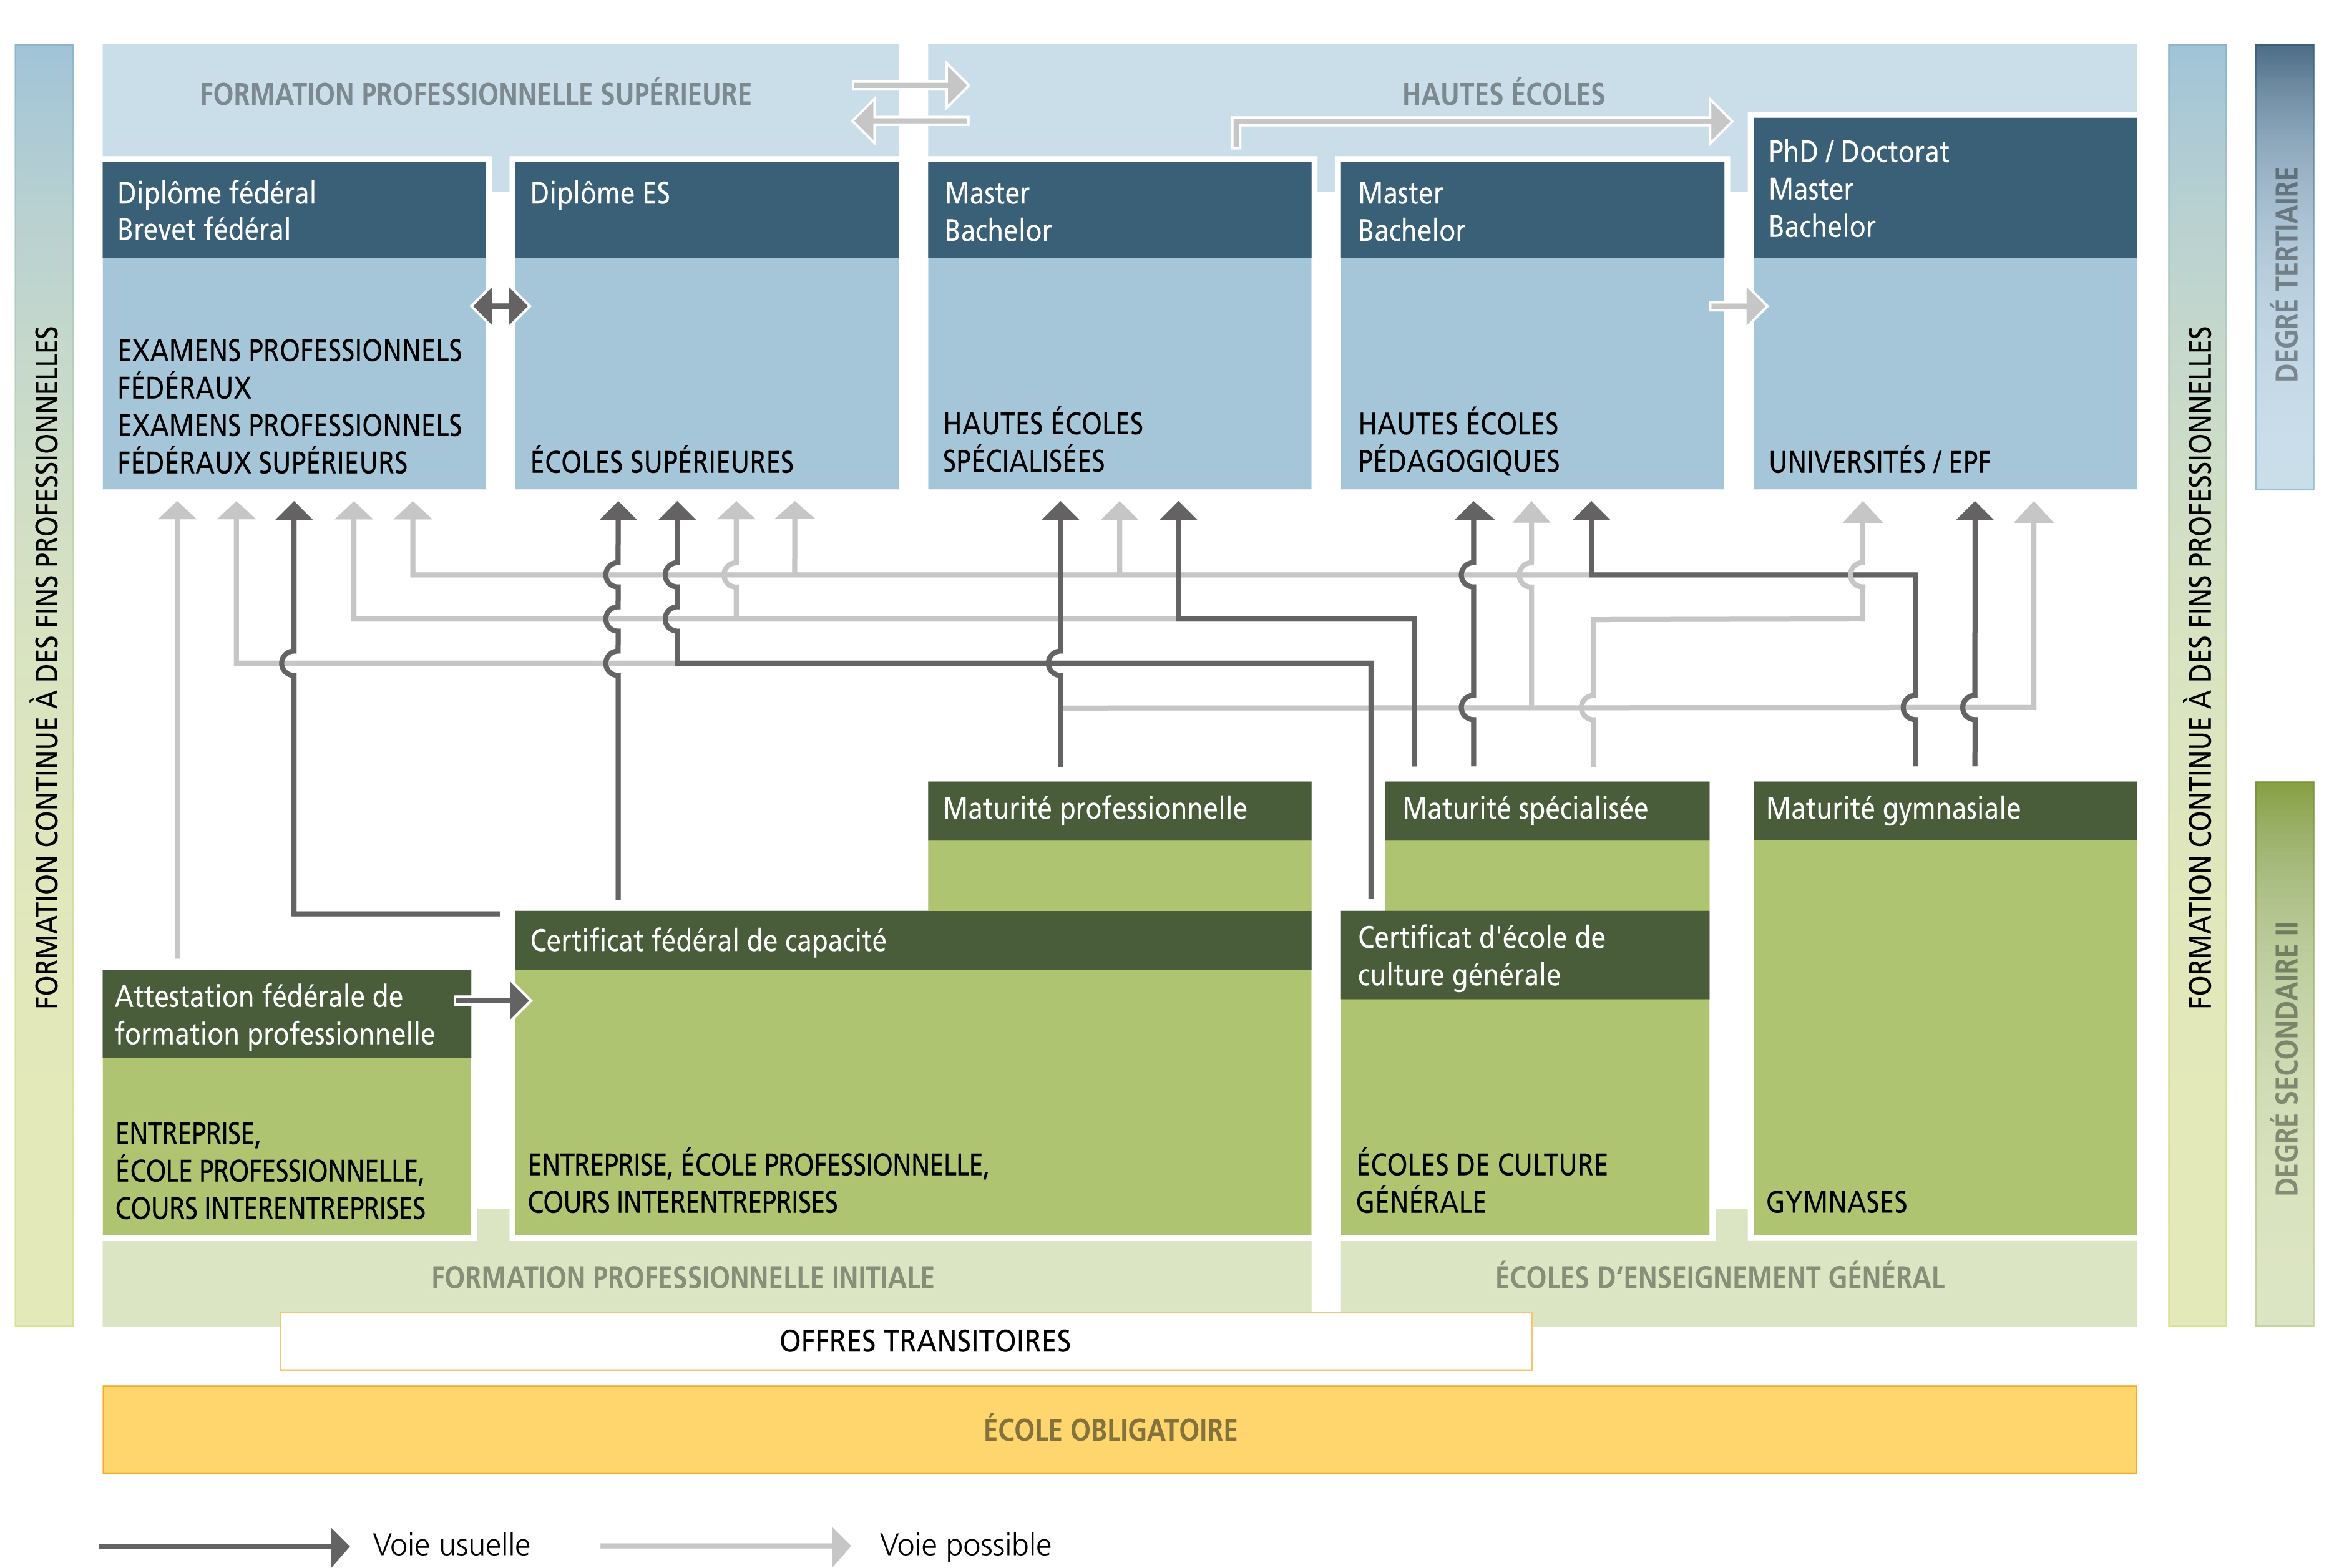 FORMATION CONTINUE À DES FINS PROFESSIONNELLES
FORMATION PROFESSIONNELLE SUPÉRIEURE
HAUTES ÉCOLES
Diplôme fédéral
Brevet fédéral
EXAMENS PROFESSIONNELS
FÉDÉRAUX
EXAMENS PROFESSIONNELS
FÉDÉRAUX SUPÉRIEURS
Diplôme ES
ÉCOLES SUPÉRIEURES
Master
Bachelor
HAUTES ÉCOLES
SPÉCIALISÉES
Master
Bachelor
HAUTES ÉCOLES
PÉDAGOGIQUES
PhD / Doctorat
Master
Bachelor
UNIVERSITÉS / EPF
FORMATION CONTINUE À DES FINS PROFESSIONNELLES
DEGRÉ TERTIAIRE
Maturité professionnelle
Maturité spécialisée
Maturité gymnasiale
Certificat fédéral de capacité
Certificat d'école de
culture générale
Attestation fédérale de
formation professionnelle
ENTREPRISE,
ÉCOLE PROFESSIONNELLE,
COURS INTERENTREPRISES
ENTREPRISE, ÉCOLE PROFESSIONNELLE,
COURS INTERENTREPRISES
ÉCOLES DE CULTURE
GÉNÉRALE
GYMNASES
DEGRÉ SECONDAIRE II
FORMATION PROFESSIONNELLE INITIALE
ÉCOLES D‘ENSEIGNEMENT GÉNÉRAL
OFFRES TRANSITOIRES
ÉCOLE OBLIGATOIRE
Voie usuelle
Voie possible